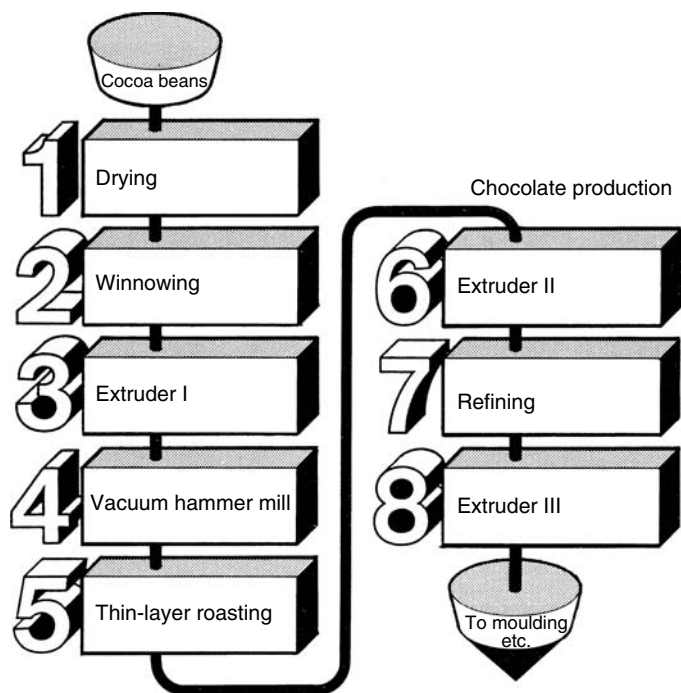 Cocoa beans
1
Drying
2
Winnowing
3
Extruder I
4
Vacuum hammer mill
5
Thin-layer roasting
Chocolate production
6
Extruder II
7
Refining
8
Extruder III
To moulding
etc.